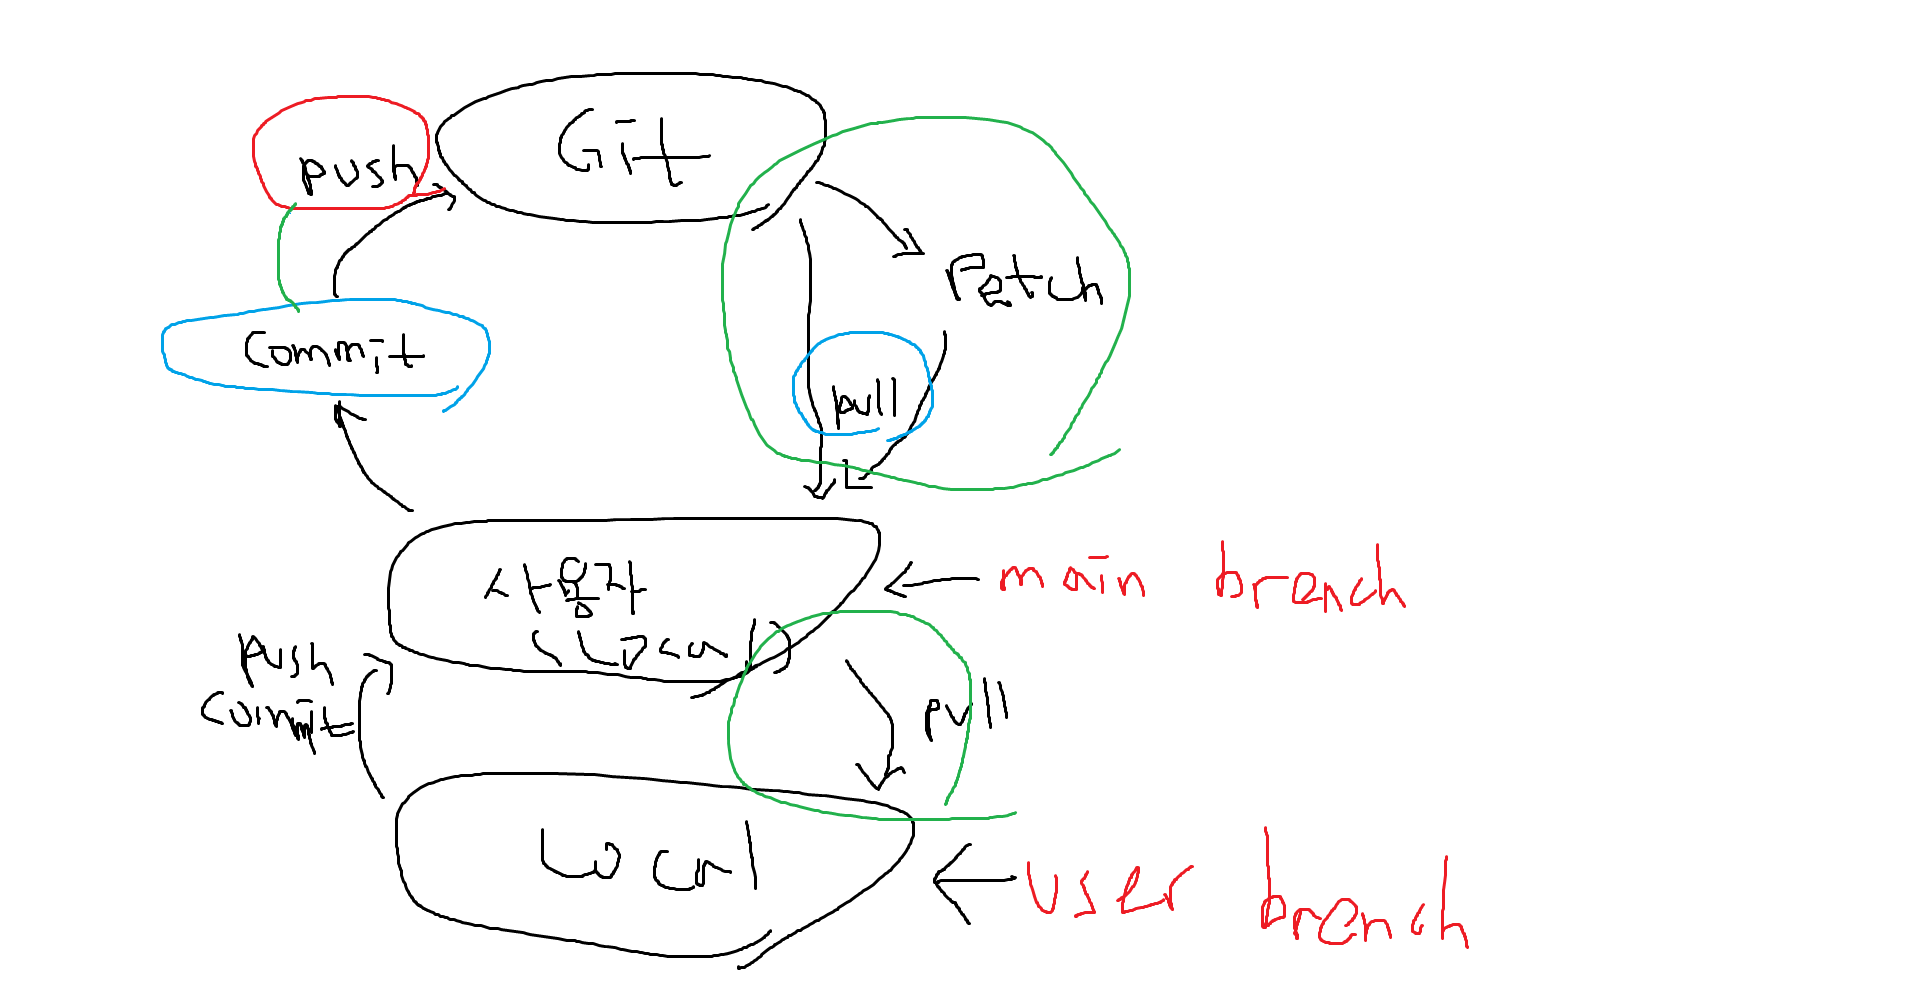 Git
push
Fetch
commit
pull
사용자
(Local)
main branch
push
commit
pull
Local
user branch